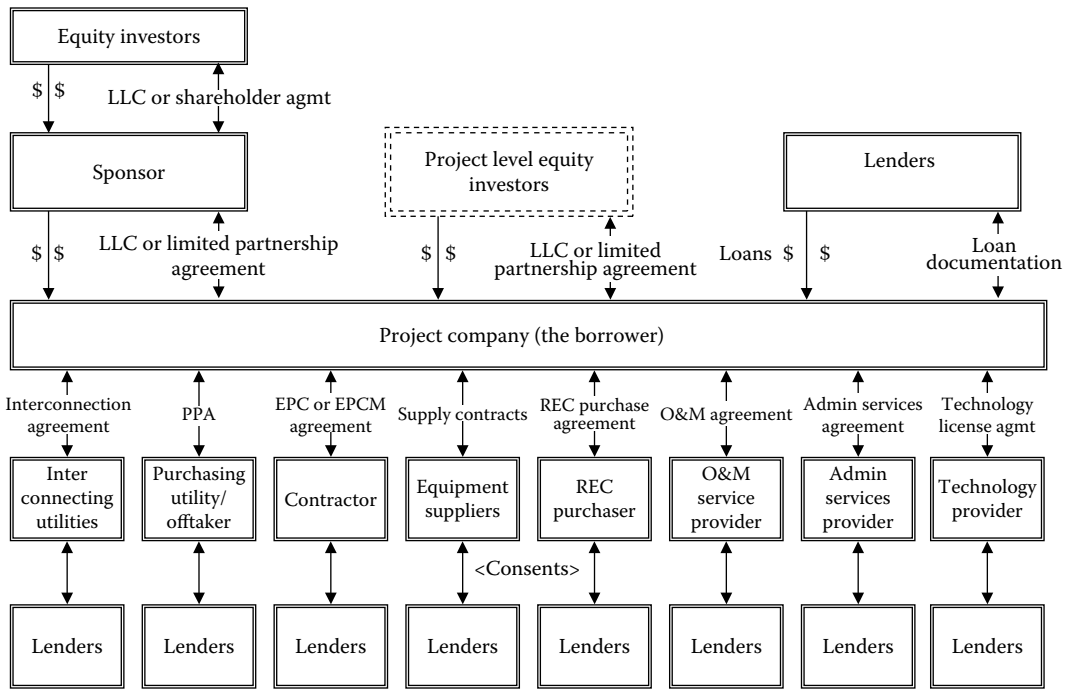 Equity investors
$ $
LLC or shareholder agmt
Sponsor
Project level equity
investors
Lenders
$ $
LLC or limited partnership
agreement
$ $
LLC or limited
partnership agreement
Loans $ $
Loan
documentation
Project company (the borrower)
Interconnection
agreement
PPA
EPC or EPCM
agreement
Supply contracts
REC purchase
agreement
O&M agreement
Admin services
agreement
Technology
license agmt
Inter
connecting
utilities
Purchasing
utility/
offtaker
Contractor
Equipment
suppliers
REC
purchaser
O&M
service
provider
Admin
services
provider
Technology
provider
<Consents>
Lenders
Lenders
Lenders
Lenders
Lenders
Lenders
Lenders
Lenders